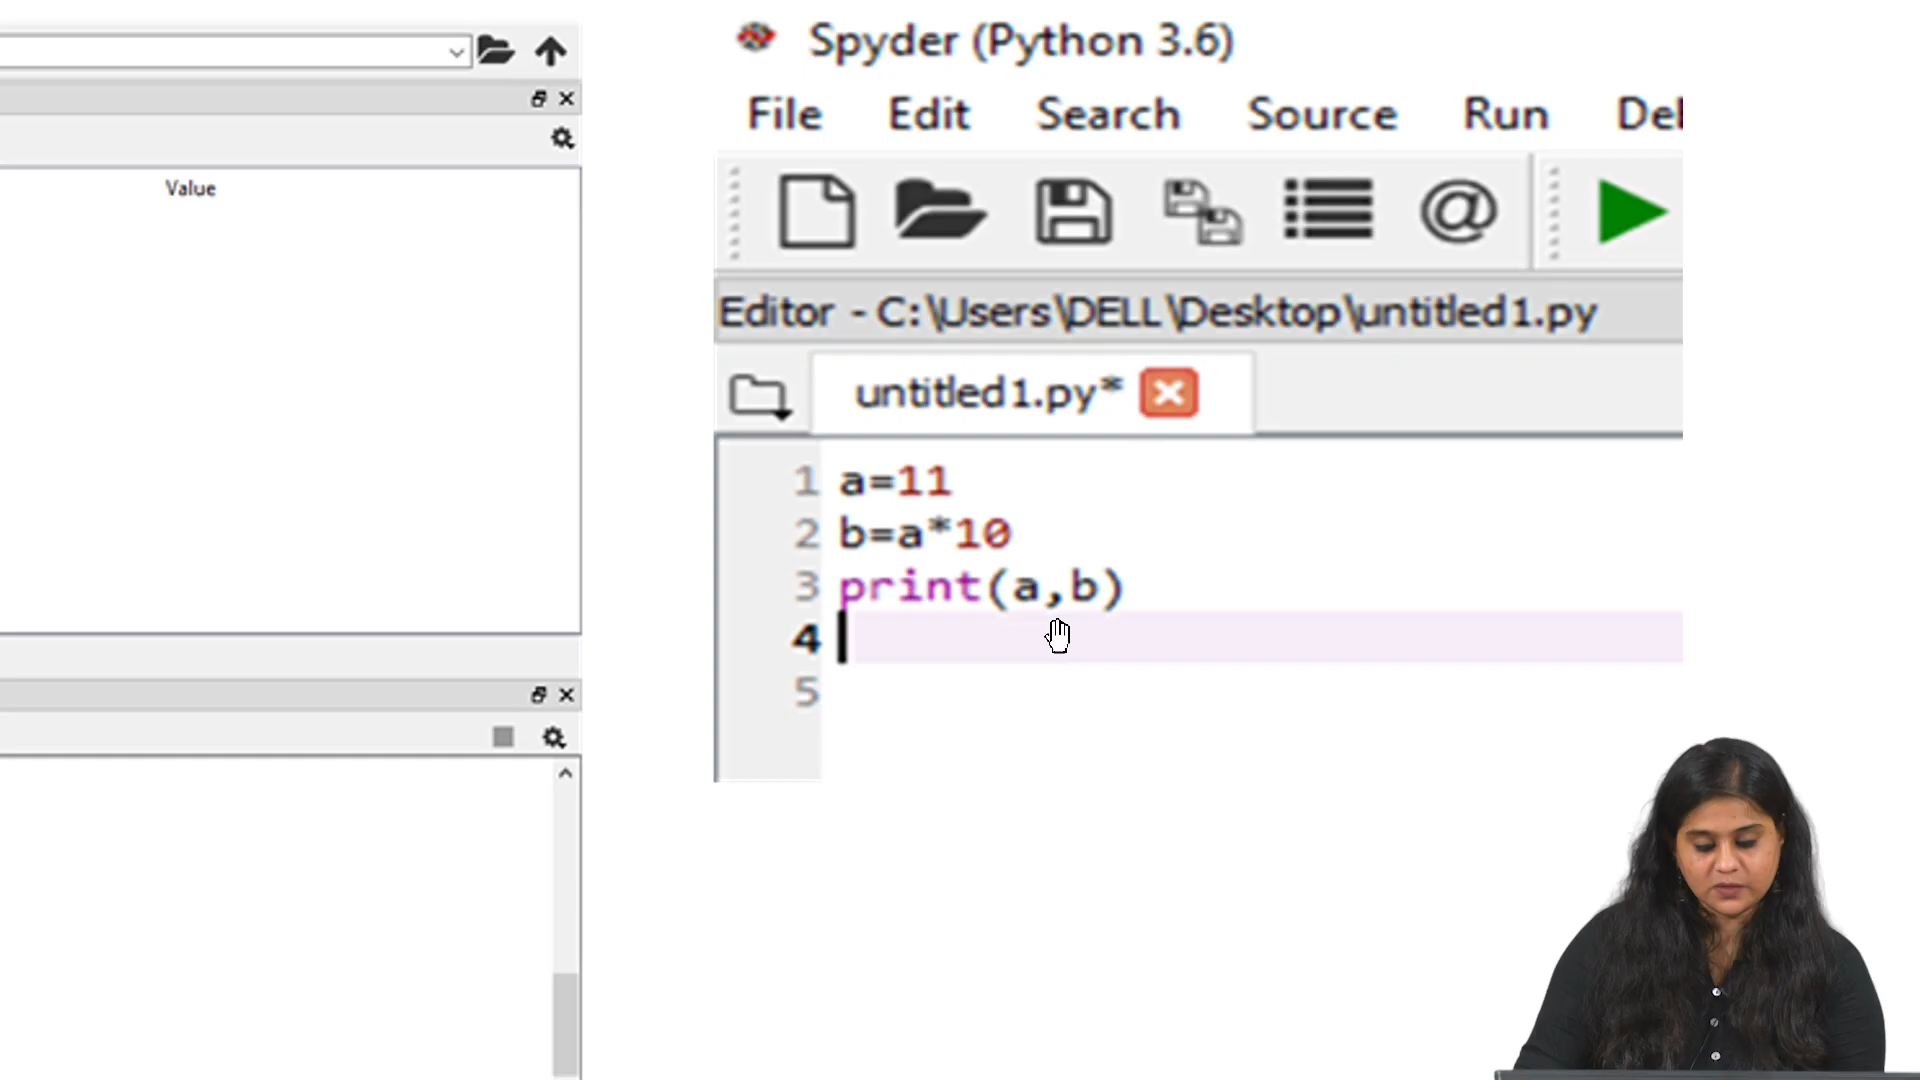 Value
Spyder (Python 3.6)
File Edit Search Source Run
Editor - C:\Users\DELL\Desktop\untitled1.py
untitled1.py*
1 a=11
2 b=a*10
3 print(a,b)
4
5